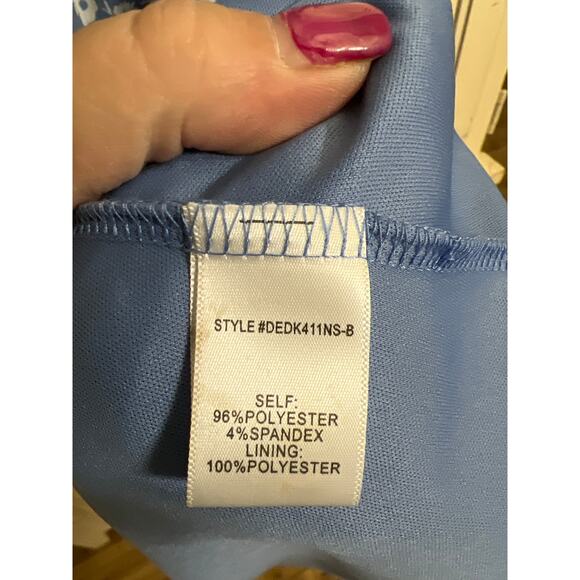 STYLE #DEDK411NS-B
SELF:
96%POLYESTER
4%SPANDEX
LINING:
100%POLYESTER